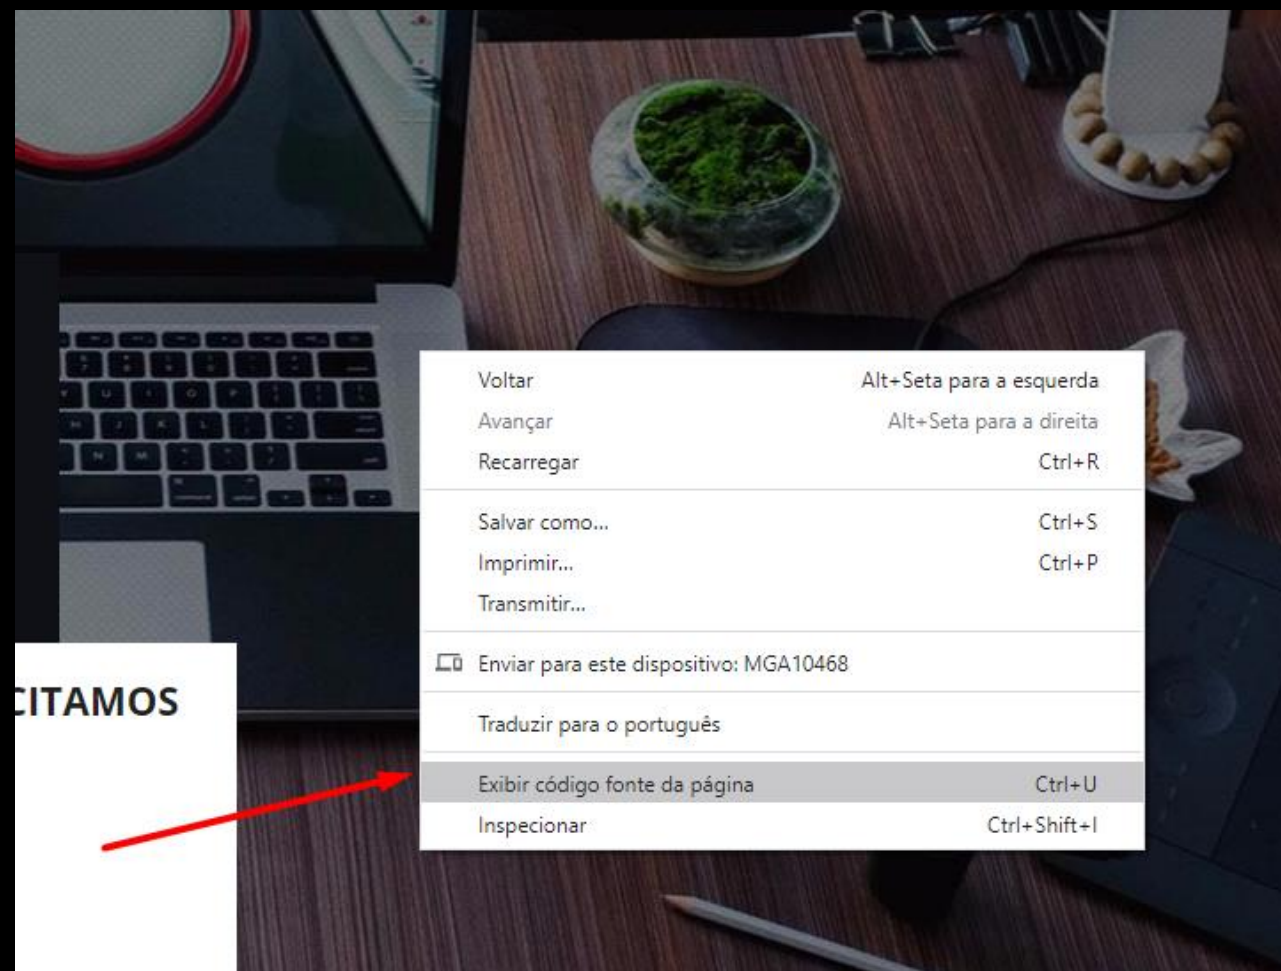 Voltar Alt+Seta para a esquerda
Avançar Alt+Seta para a direita
Recarregar Ctrl+R
Salvar como... Ctrl+S
Imprimir... Ctrl+P
Transmitir...
Enviar para este dispositivo: MGA10468
CITAMOS
Traduzir para o português
Exibir código fonte da página Ctrl+U
Inspecionar Ctrl+Shift+I